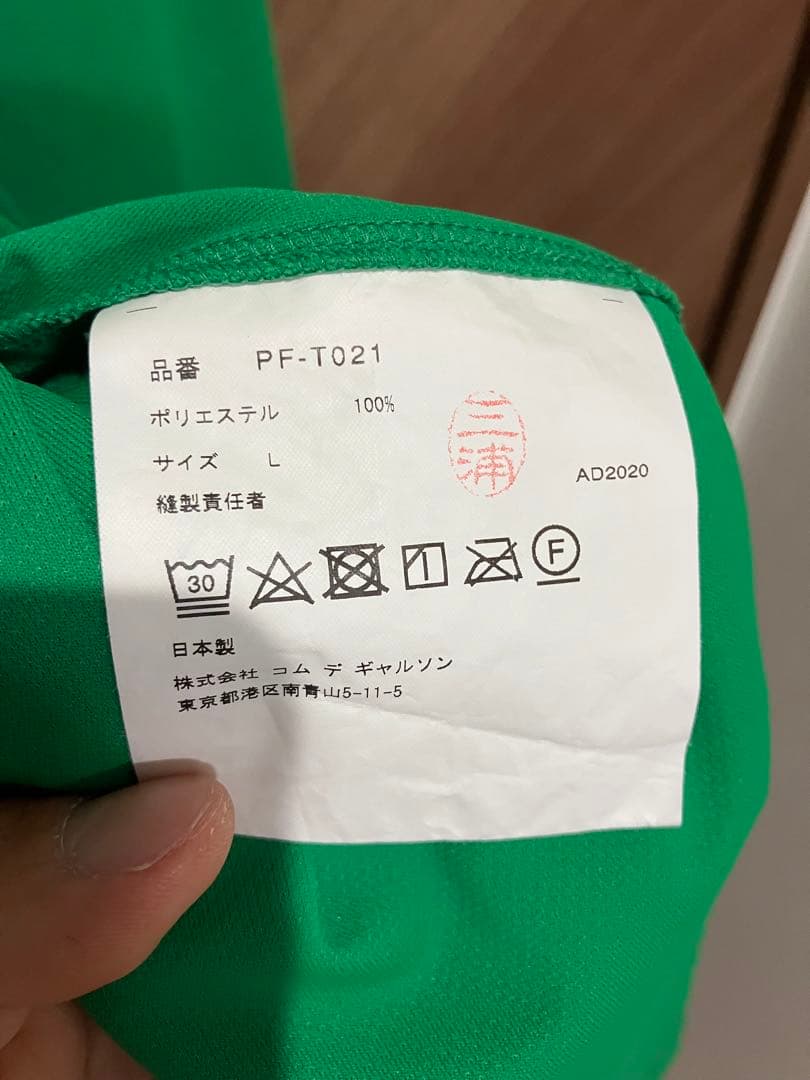 品番 PF-T021
ポリエステル 100%
サイズ L
縫製責任者
三浦
AD2020
30
F
日本製
株式会社 コム デ ギャルソン
東京都港区南青山5-11-5